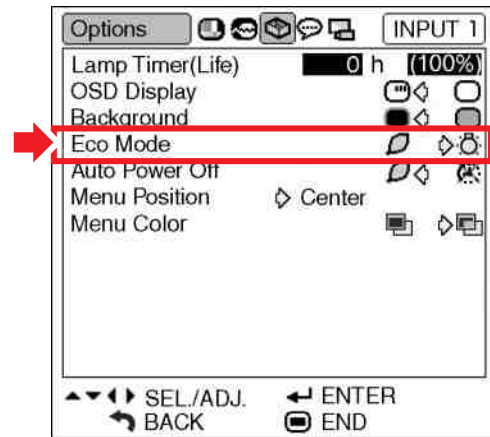 Options INPUT 1
Lamp Timer(Life) 0 h (100%)
OSD Display
Background
Eco Mode
Auto Power Off
Menu Position Center
Menu Color
SEL./ADJ. ENTER
BACK END